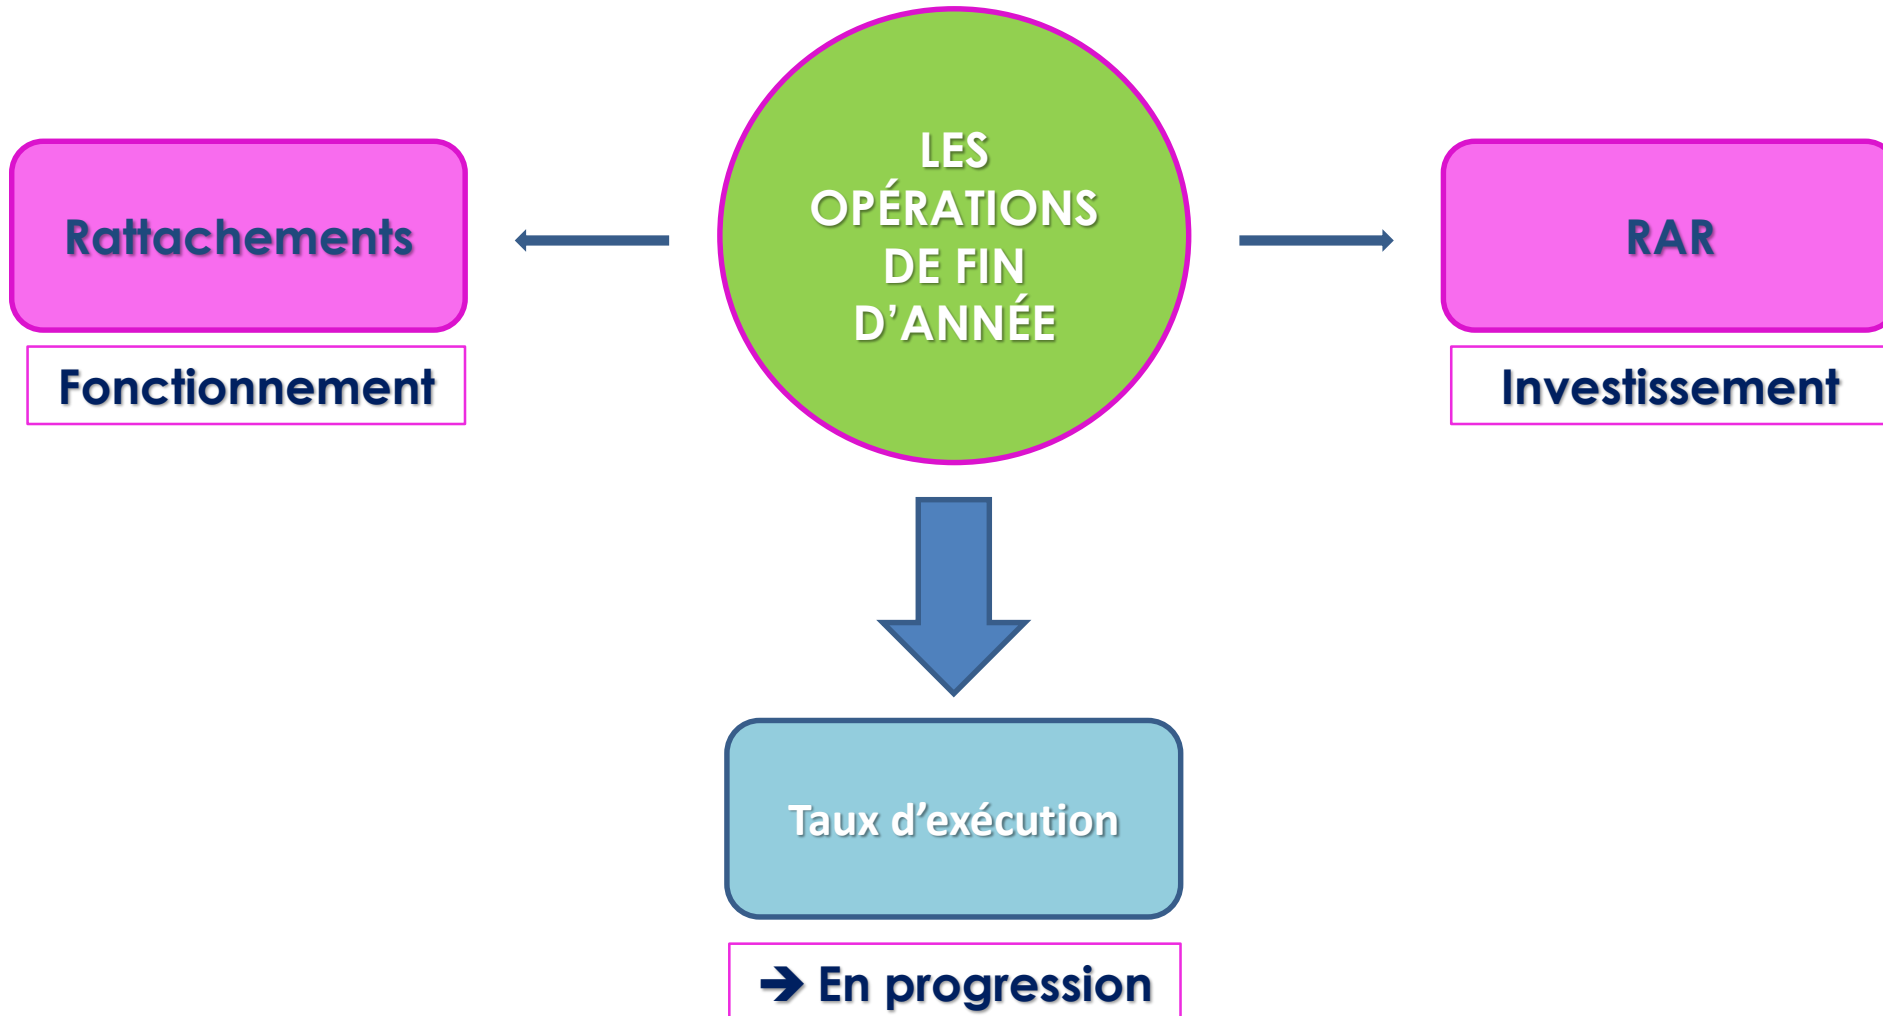 LES
OPÉRATIONS
DE FIN
D’ANNÉE
Rattachements
RAR
Fonctionnement
Investissement
Taux d’exécution
➔ En progression